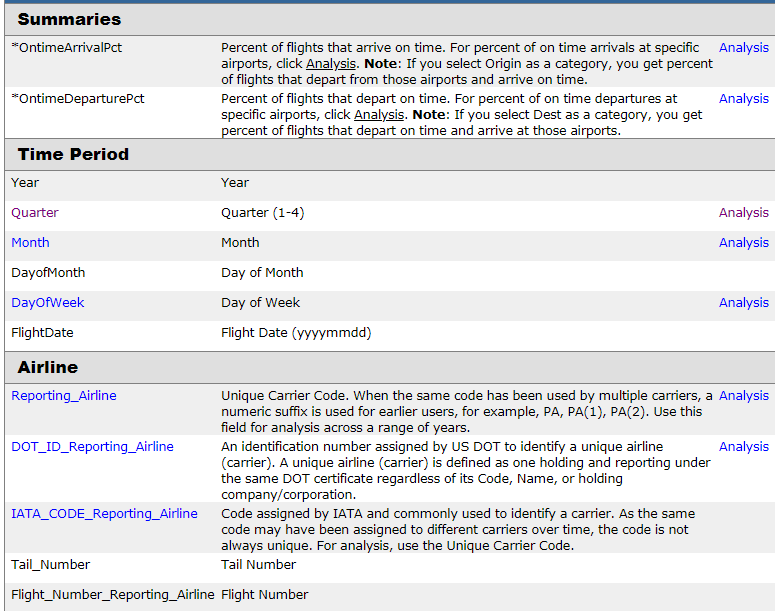 Summaries
*OntimeArrivalPct Percent of flights that arrive on time. For percent of on time arrivals at specific Analysis
airports, click Analysis. Note: If you select Origin as a category, you get percent
of flights that depart from those airports and arrive on time.
*OntimeDeparturePct Percent of flights that depart on time. For percent of on time departures at Analysis
specific airports, click Analysis. Note: If you select Dest as a category, you get
percent of flights that depart on time and arrive at those airports.
Time Period
Year Year
Quarter Quarter (1-4) Analysis
Month Month Analysis
DayofMonth Day of Month
DayOfWeek Day of Week Analysis
FlightDate Flight Date (yyyymmdd)
Airline
Reporting_Airline Unique Carrier Code. When the same code has been used by multiple carriers, a Analysis
numeric suffix is used for earlier users, for example, PA, PA(1), PA(2). Use this
field for analysis across a range of years.
DOT_ID_Reporting_Airline An identification number assigned by US DOT to identify a unique airline Analysis
(carrier). A unique airline (carrier) is defined as one holding and reporting under
the same DOT certificate regardless of its Code, Name, or holding
company/corporation.
IATA_CODE_Reporting_Airline Code assigned by IATA and commonly used to identify a carrier. As the same
code may have been assigned to different carriers over time, the code is not
always unique. For analysis, use the Unique Carrier Code.
Tail_Number Tail Number
Flight_Number_Reporting_Airline Flight Number